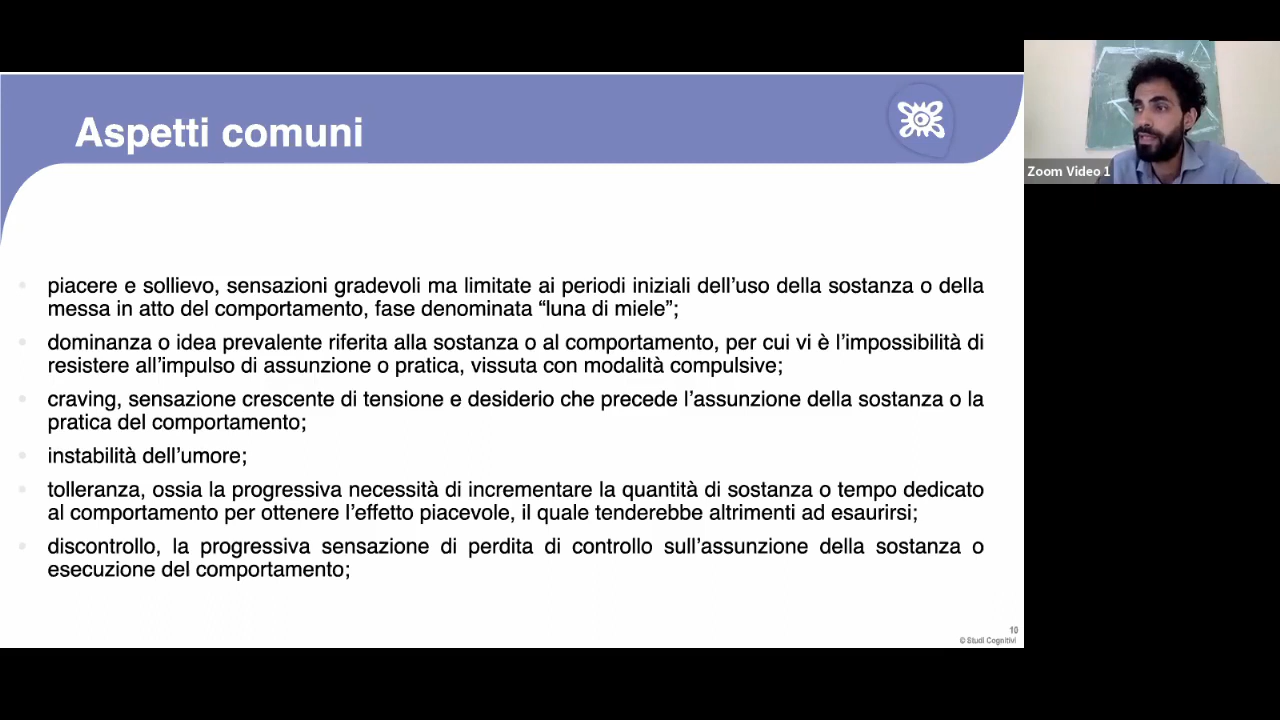 Aspetti comuni
Zoom Video 1
piacere e sollievo, sensazioni gradevoli ma limitate ai periodi iniziali dell’uso della sostanza o della
messa in atto del comportamento, fase denominata “luna di miele”;
dominanza o idea prevalente riferita alla sostanza o al comportamento, per cui vi è l’impossibilità di
resistere all’impulso di assunzione o pratica, vissuta con modalità compulsive;
craving, sensazione crescente di tensione e desiderio che precede l’assunzione della sostanza o la
pratica del comportamento;
instabilità dell’umore;
tolleranza, ossia la progressiva necessità di incrementare la quantità di sostanza o tempo dedicato
al comportamento per ottenere l’effetto piacevole, il quale tenderebbe altrimenti ad esaurirsi;
discontrollo, la progressiva sensazione di perdita di controllo sull’assunzione della sostanza o
esecuzione del comportamento;
10
© Studi Cognitivi